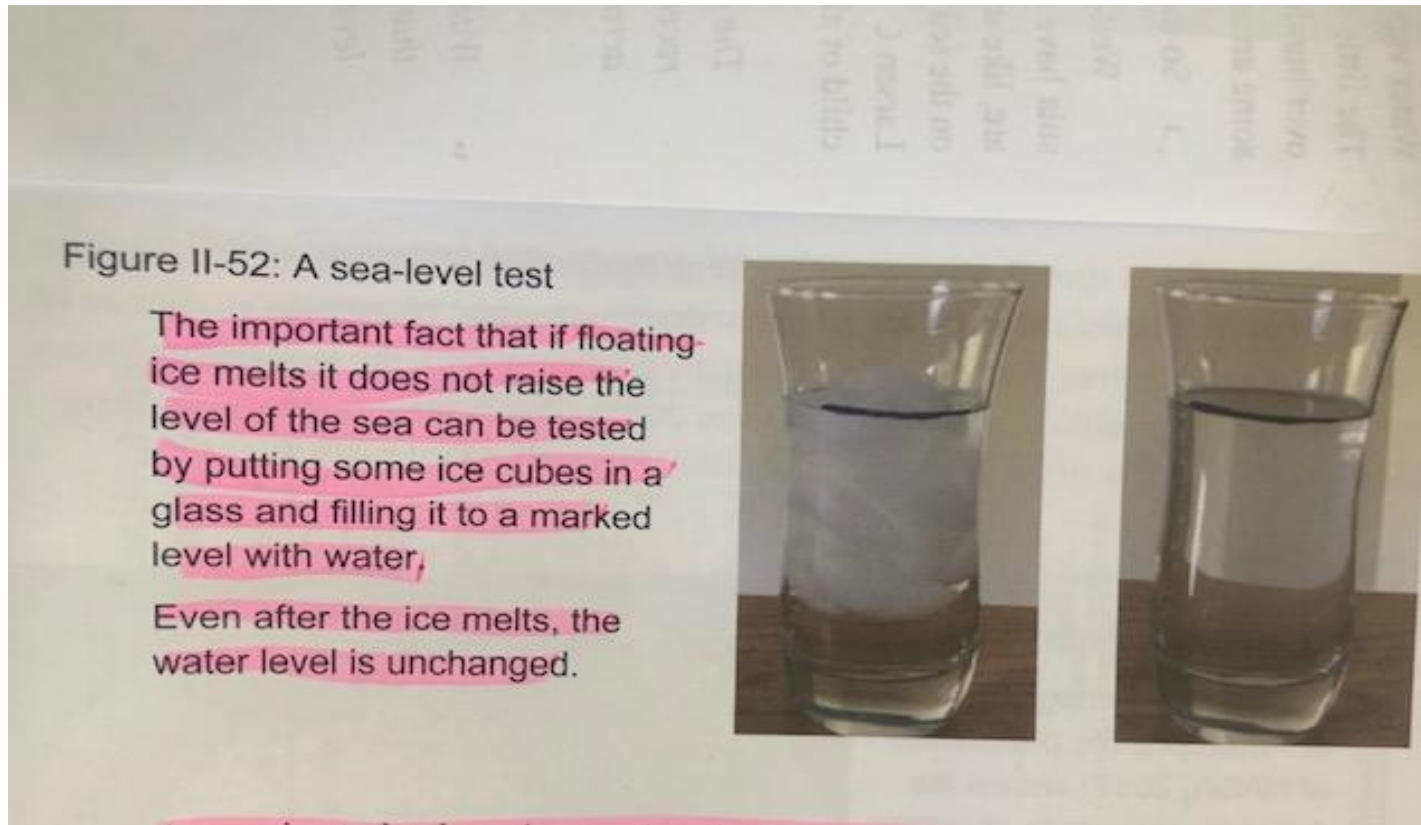 Figure II-52: A sea-level test
The important fact that if floating
ice melts it does not raise the
level of the sea can be tested
by putting some ice cubes in a
glass and filling it to a marked
level with water,
Even after the ice melts, the
water level is unchanged.